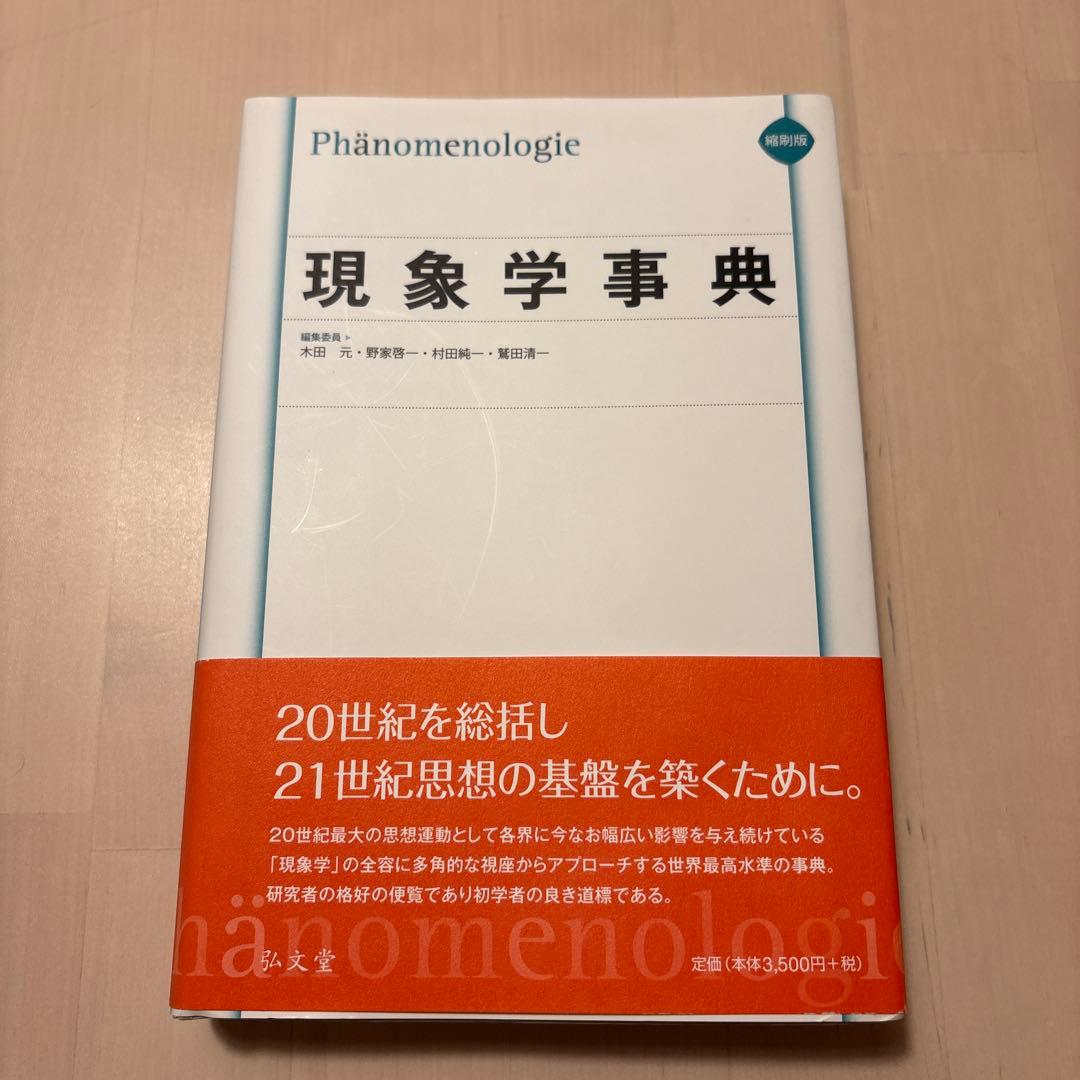 Phänomenologie
縮刷版
現象学事典
編集委員▶
木田 元・野家啓一・村田純一・鷲田清一
20世紀を総括し
21世紀思想の基盤を築くために。
20世紀最大の思想運動として各界に今なお幅広い影響を与え続けている
「現象学」の全容に多角的な視座からアプローチする世界最高水準の事典。
研究者の格好の便覧であり初学者の良き道標である。
Phänomenologie
弘文堂
定価(本体3,500円+税)